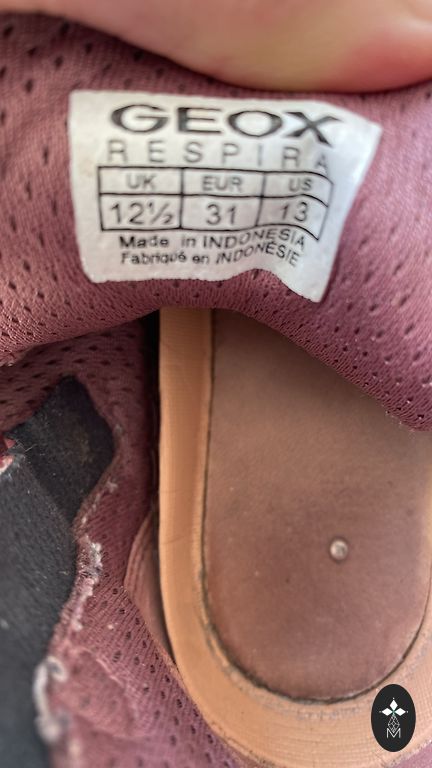 GEOX
RESPIRA
UK EUR US
12½ 31 13
Made in INDONESIA
Fabriqué en INDONÉSIE
M